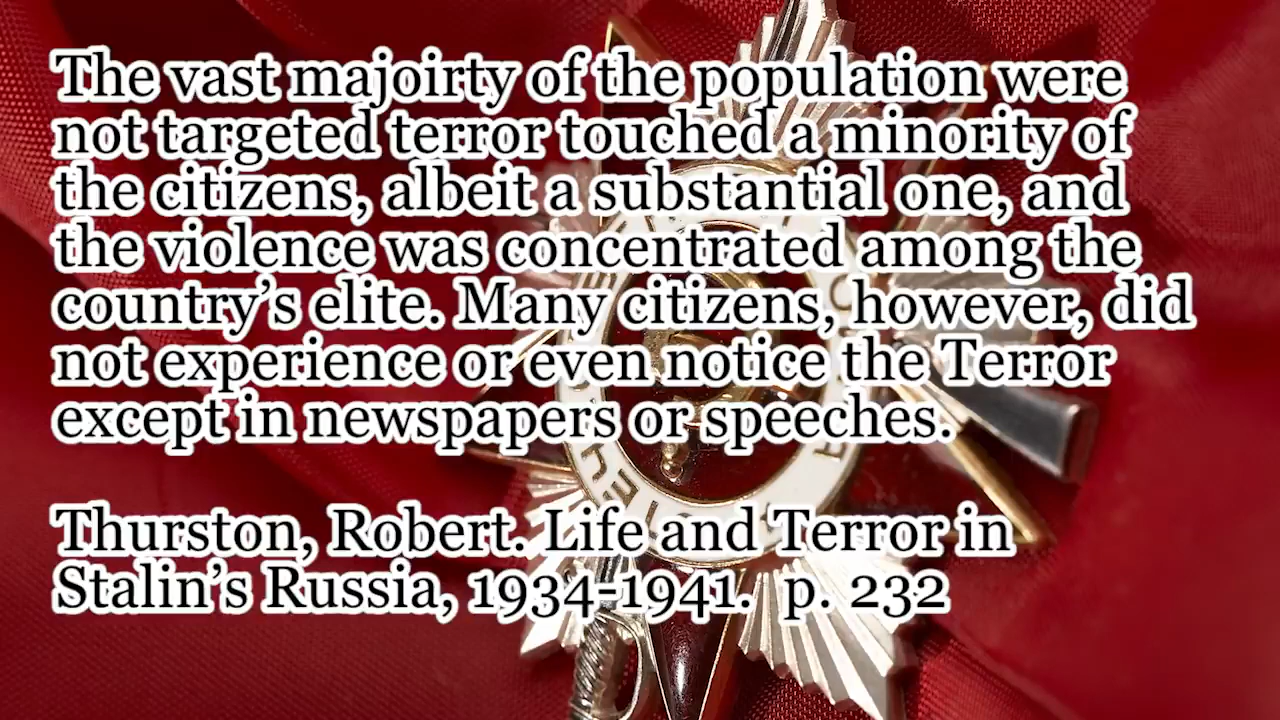 The vast majoirty of the population were
not targeted terror touched a minority of
the citizens, albeit a substantial one, and
the violence was concentrated among the
country's elite. Many citizens, however, did
not experience or even notice the Terror
except in newspapers or speeches.
Thurston, Robert. Life and Terror in
Stalin's Russia, 1934-1941. p. 232